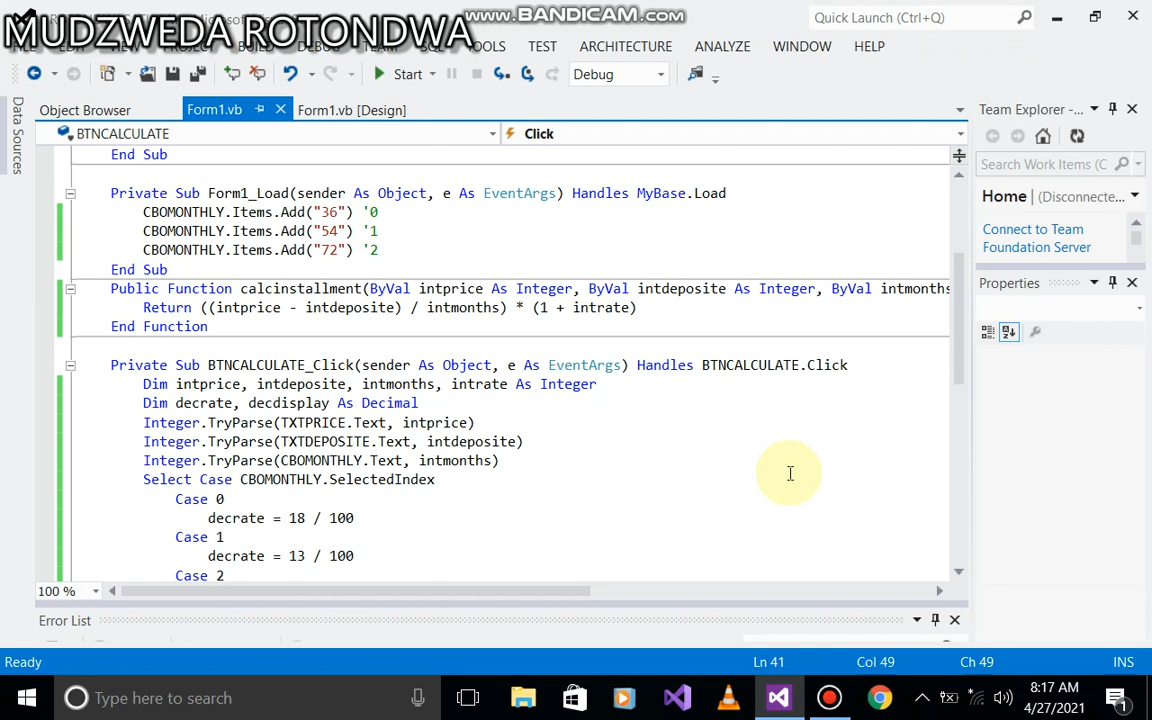 www.BANDICAM.com
MUDZWEDA ROTONDWA
Quick Launch (Ctrl+Q)
TOOLS TEST ARCHITECTURE ANALYZE WINDOW HELP
Start Debug
Object Browser Form1.vb Form1.vb [Design]
Data Sources
BTNCALCULATE Click
End Sub
Private Sub Form1_Load(sender As Object, e As EventArgs) Handles MyBase.Load
CBOMONTHLY.Items.Add("36") '0
CBOMONTHLY.Items.Add("54") '1
CBOMONTHLY.Items.Add("72") '2
End Sub
Public Function calcinstallment(ByVal intprice As Integer, ByVal intdeposite As Integer, ByVal intmonths
Return ((intprice - intdeposite) / intmonths) * (1 + intrate)
End Function
Private Sub BTNCALCULATE_Click(sender As Object, e As EventArgs) Handles BTNCALCULATE.Click
Dim intprice, intdeposite, intmonths, intrate As Integer
Dim decrate, decdisplay As Decimal
Integer.TryParse(TXTPRICE.Text, intprice)
Integer.TryParse(TXTDEPOSITE.Text, intdeposite)
Integer.TryParse(CBOMONTHLY.Text, intmonths)
Select Case CBOMONTHLY.SelectedIndex
Case 0
decrate = 18 / 100
Case 1
decrate = 13 / 100
Case 2
100 %
Error List
Team Explorer -...
Search Work Items (C
Home | (Disconnecte...
Connect to Team
Foundation Server
Properties
Ready Ln 41 Col 49 Ch 49 INS
Type here to search
8:17 AM
4/27/2021
1